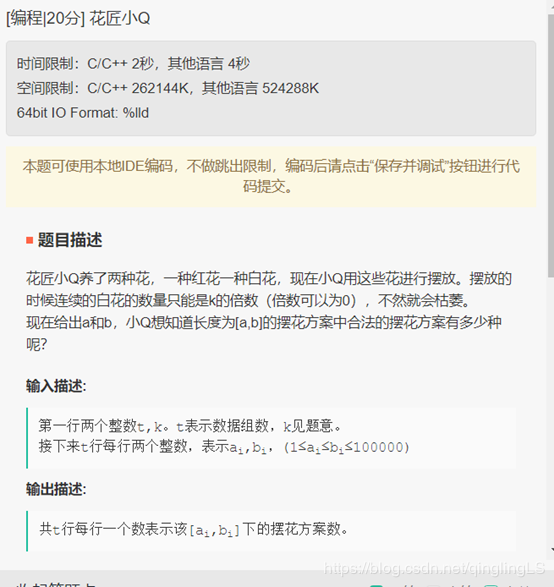 [编程|20分] 花匠小Q
时间限制：C/C++ 2秒，其他语言 4秒
空间限制：C/C++ 262144K，其他语言 524288K
64bit IO Format: %lld
本题可使用本地IDE编码，不做跳出限制，编码后请点击“保存并调试”按钮进行代
码提交。
题目描述
花匠小Q养了两种花，一种红花一种白花，现在小Q用这些花进行摆放。摆放的
时候连续的白花的数量只能是k的倍数（倍数可以为0），不然就会枯萎。
现在给出a和b，小Q想知道长度为[a,b]的摆花方案中合法的摆花方案有多少种
呢？
输入描述:
第一行两个整数t,k。t表示数据组数，k见题意。
接下来t行每行两个整数，表示ai,bi，(1≤ai≤bi≤100000)
输出描述:
共t行每行一个数表示该[ai,bi]下的摆花方案数。
https://blog.csdn.net/qinglingLS